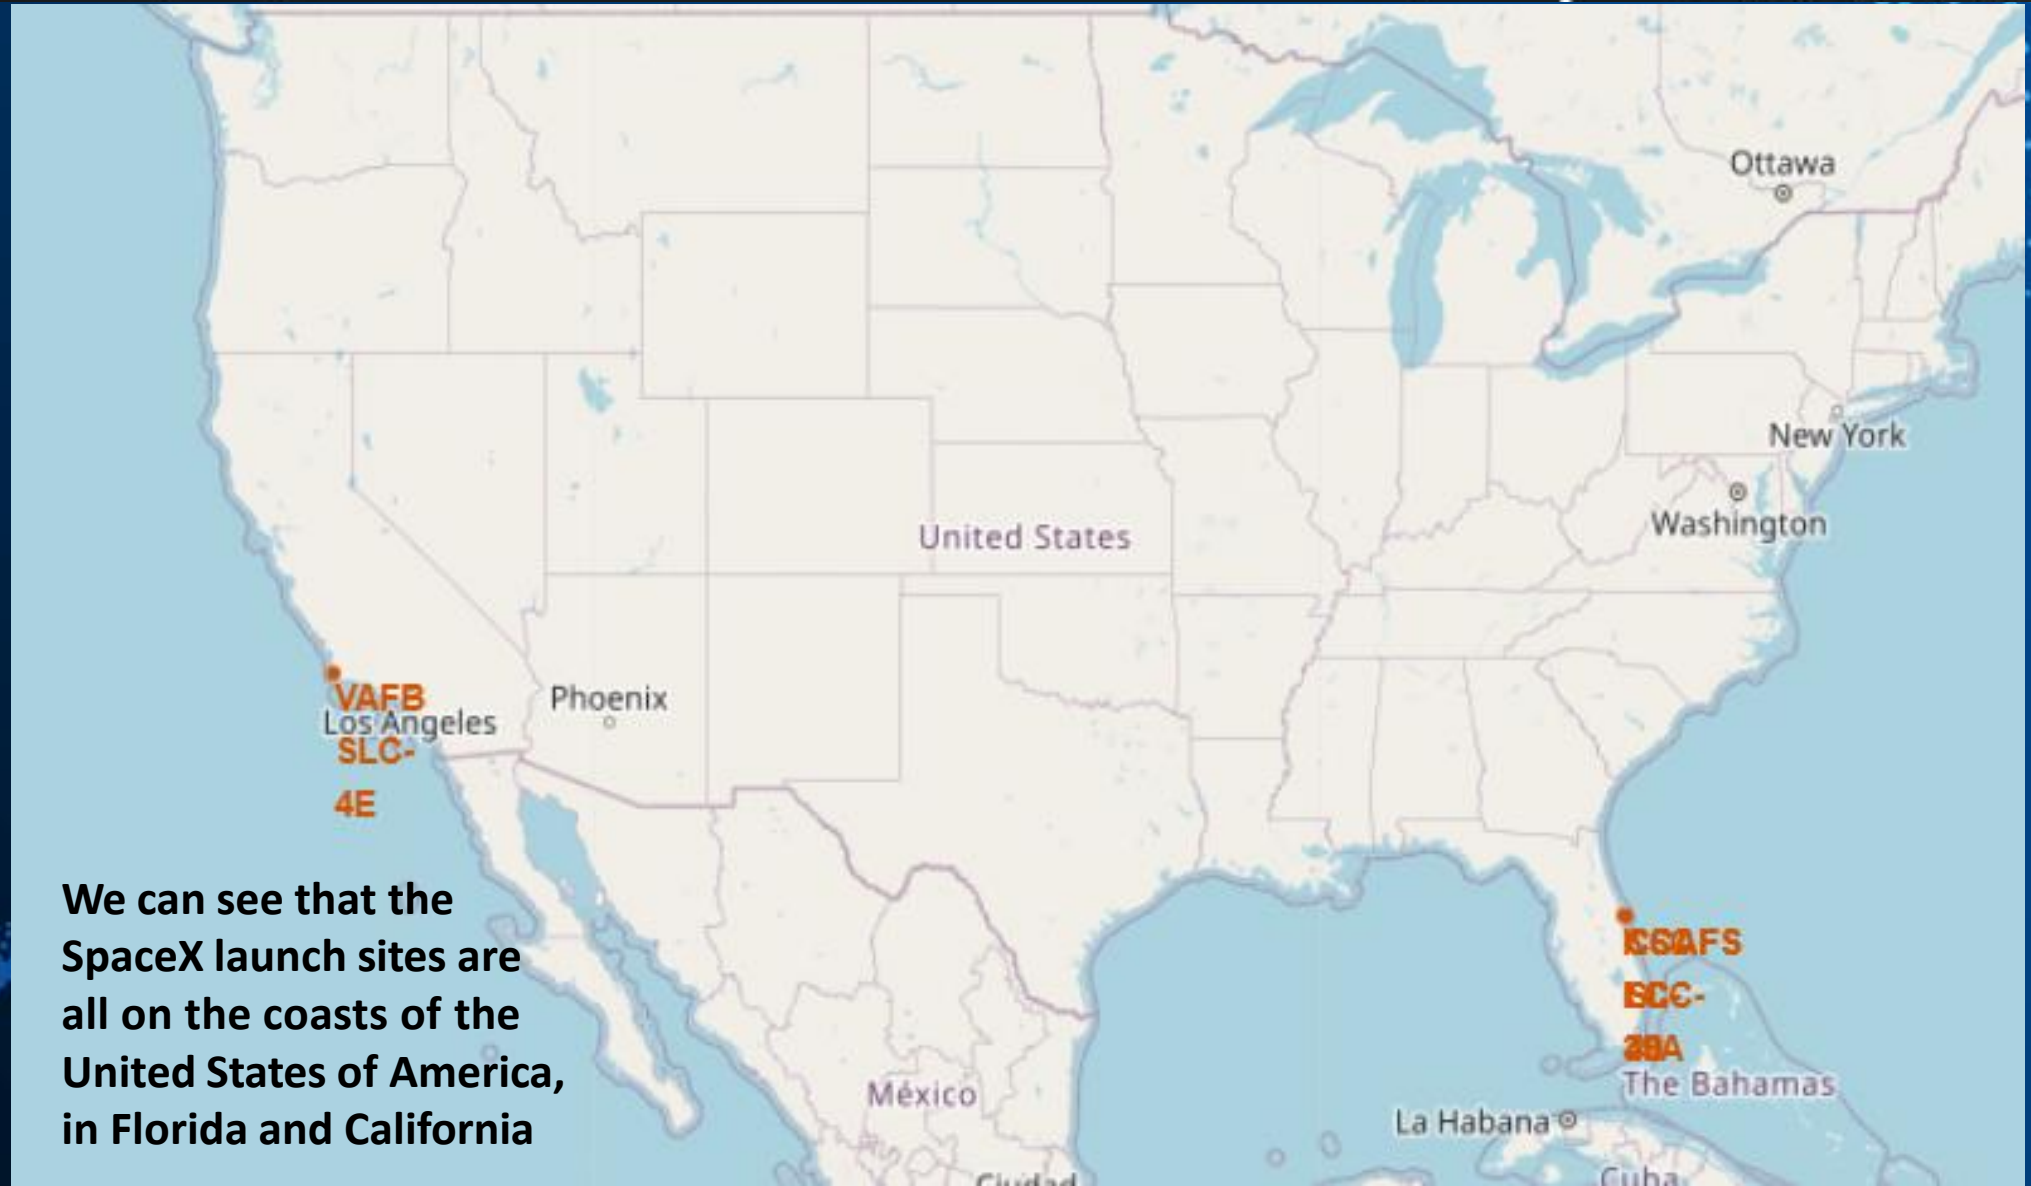 Ottawa
New York
Washington
United States
VAFB
Los Angeles
SLC-
4E
Phoenix
We can see that the
SpaceX launch sites are
all on the coasts of the
United States of America,
in Florida and California
México
The Bahamas
La Habana
Cuba
Ciudad